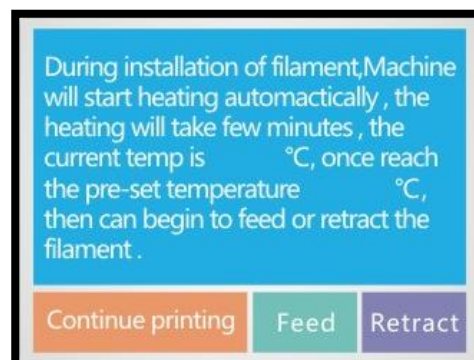 During installation of filament,Machine
will start heating automactically , the
heating will take few minutes , the
current temp is °C, once reach
the pre-set temperature °C,
then can begin to feed or retract the
filament .
Continue printing Feed Retract